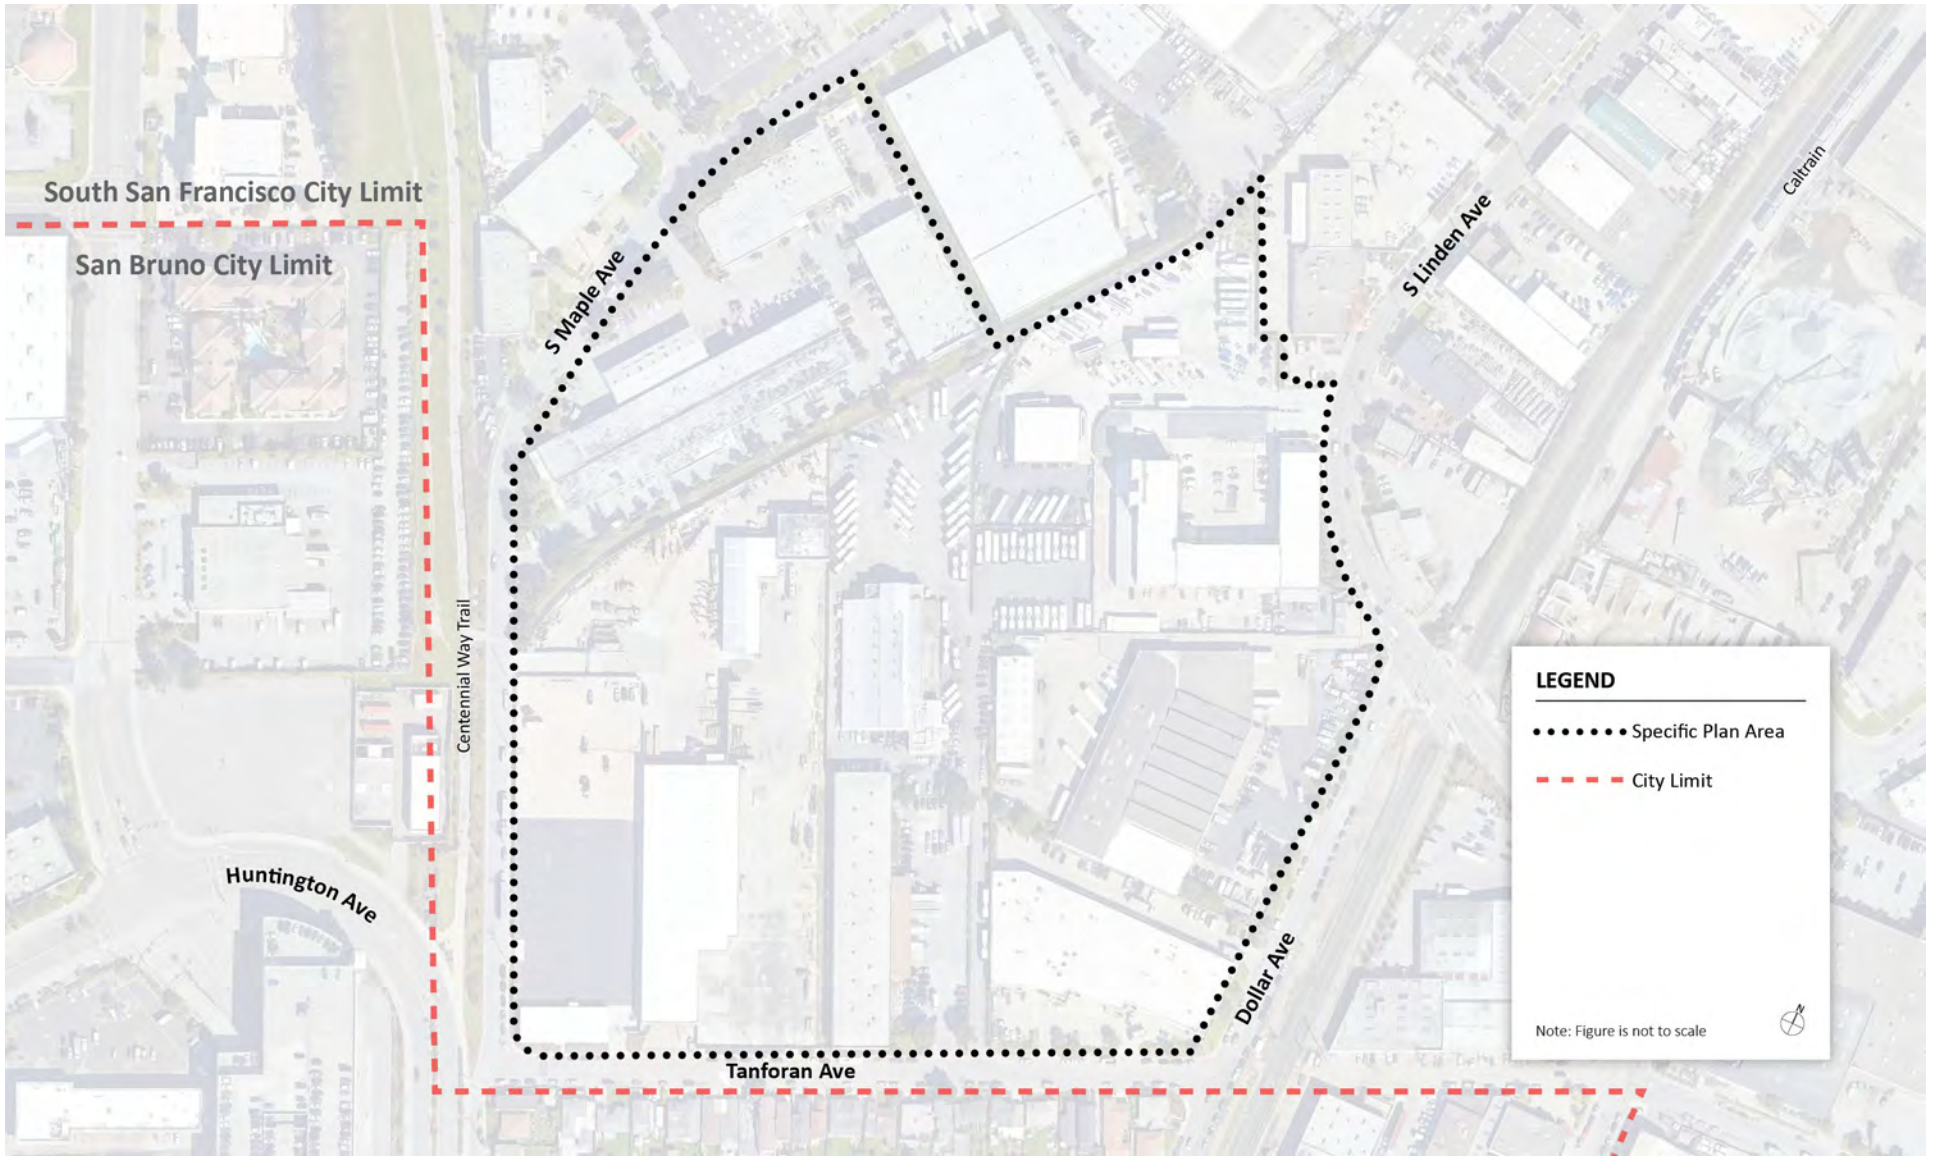 South San Francisco City Limit
San Bruno City Limit
S Maple Ave
S Linden Ave
Caltrain
Centennial Way Trail
Huntington Ave
Dollar Ave
Tanforan Ave
LEGEND
Specific Plan Area
City Limit
Note: Figure is not to scale
N